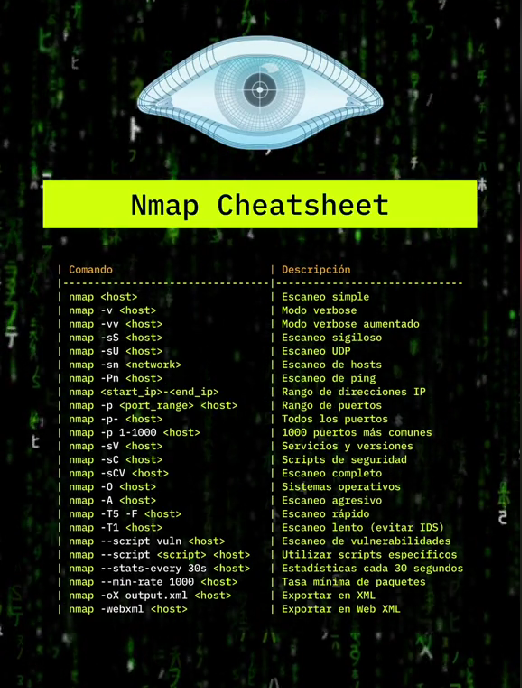 Nmap Cheatsheet
| Comando | Descripción
|---------------------------------|-----------------------------
| nmap <host> | Escaneo simple
| nmap -v <host> | Modo verbose
| nmap -vv <host> | Modo verbose aumentado
| nmap -sS <host> | Escaneo sigiloso
| nmap -sU <host> | Escaneo UDP
| nmap -sn <network> | Escaneo de hosts
| nmap -Pn <host> | Escaneo de ping
| nmap <start_ip>-<end_ip> | Rango de direcciones IP
| nmap -p <port_range> <host> | Rango de puertos
| nmap -p- <host> | Todos los puertos
| nmap -p 1-1000 <host> | 1000 puertos más comunes
| nmap -sV <host> | Servicios y versiones
| nmap -sC <host> | Scripts de seguridad
| nmap -sCV <host> | Escaneo completo
| nmap -O <host> | Sistemas operativos
| nmap -A <host> | Escaneo agresivo
| nmap -T5 -F <host> | Escaneo rápido
| nmap -T1 <host> | Escaneo lento (evitar IDS)
| nmap --script vuln <host> | Escaneo de vulnerabilidades
| nmap --script <script> <host> | Utilizar scripts específicos
| nmap --stats-every 30s <host> | Estadísticas cada 30 segundos
| nmap --min-rate 1000 <host> | Tasa mínima de paquetes
| nmap -oX output.xml <host> | Exportar en XML
| nmap -webxml <host> | Exportar en Web XML